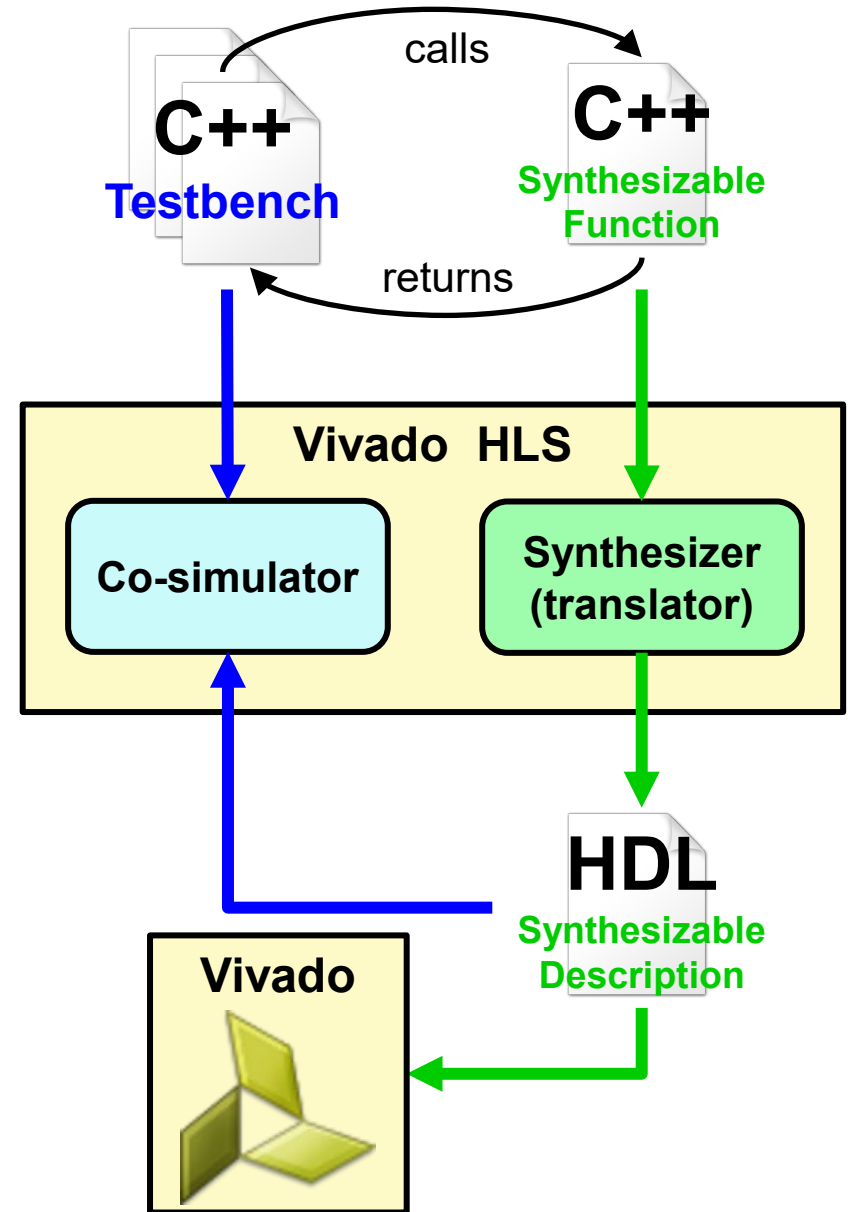 calls
C++
Testbench
C++
Synthesizable
Function
returns
Vivado HLS
Co-simulator
Synthesizer
(translator)
HDL
Synthesizable
Description
Vivado